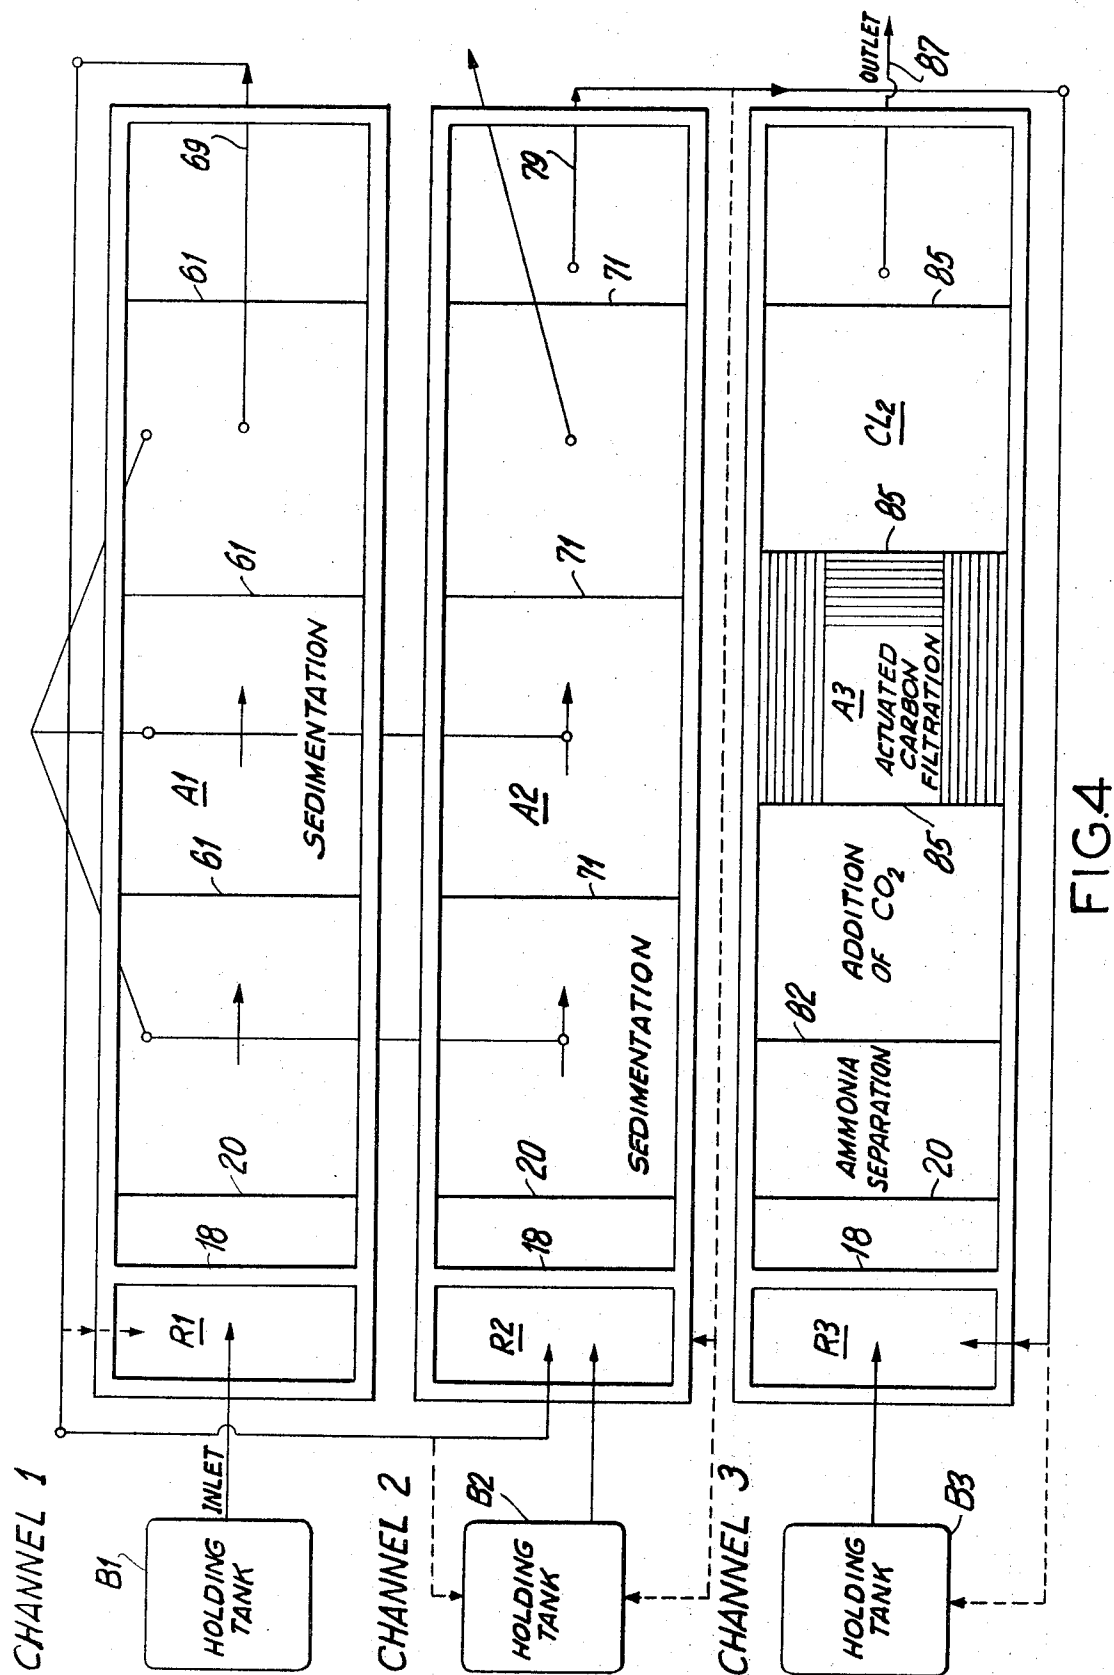 CHANNEL 1
B1
HOLDING
TANK
INLET
R1
18
20
61
A1
SEDIMENTATION
61
61
69
CHANNEL 2
B2
HOLDING
TANK
R2
18
20
SEDIMENTATION
71
A2
71
71
79
CHANNEL 3
B3
HOLDING
TANK
R3
18
20
AMMONIA
SEPARATION
82
ADDITION
OF CO2
85
A3
ACTUATED
CARBON
FILTRATION
85
CL2
85
OUTLET
87
FIG.4